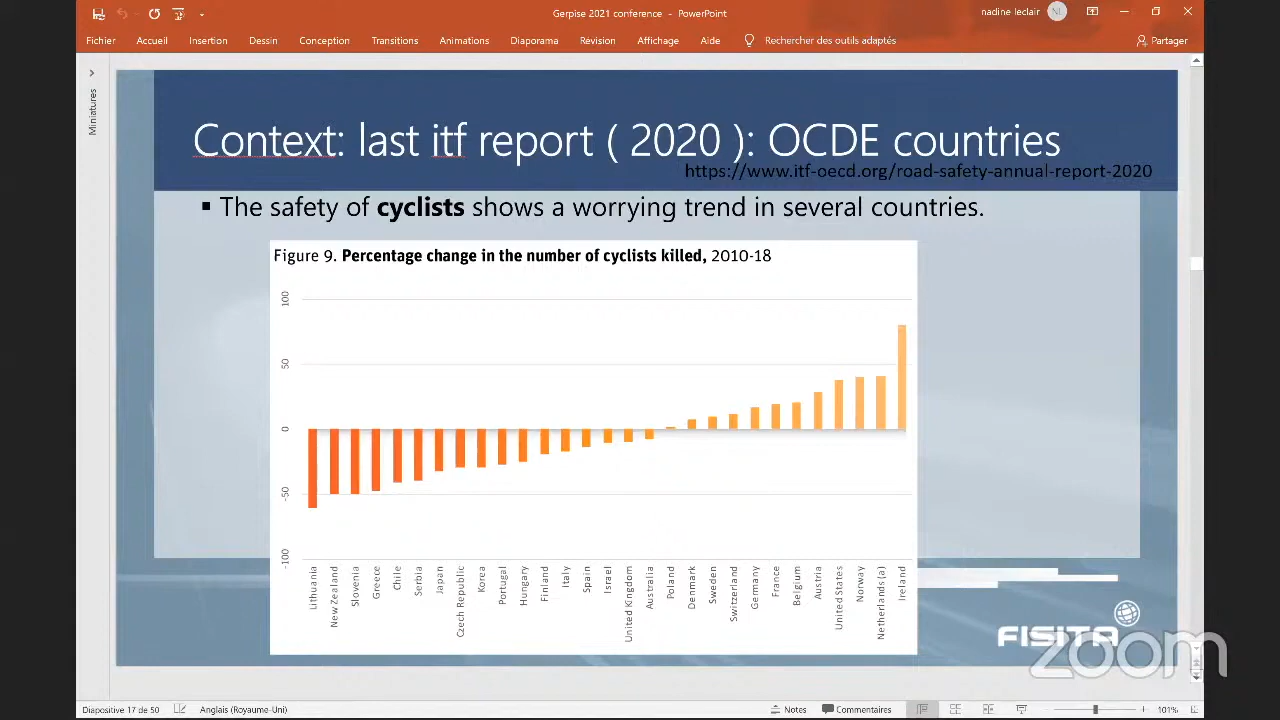 Gerpise 2021 conference - PowerPoint
nadine leclair
NL
Fichier Accueil Insertion Dessin Conception Transitions Animations Diaporama Révision Affichage Aide Rechercher des outils adaptés Partager
Miniatures
Context: last itf report ( 2020 ): OCDE countries
https://www.itf-oecd.org/road-safety-annual-report-2020
▪ The safety of cyclists shows a worrying trend in several countries.
Figure 9. Percentage change in the number of cyclists killed, 2010-18
100
50
0
-50
-100
Lithuania
New Zealand
Slovenia
Greece
Chile
Serbia
Japan
Czech Republic
Korea
Portugal
Hungary
Finland
Italy
Spain
Israel
United Kingdom
Australia
Poland
Denmark
Sweden
Switzerland
Germany
France
Belgium
Austria
United States
Norway
Netherlands (a)
Ireland
FISITA
zoom
Diapositive 17 de 50 Anglais (Royaume-Uni) Notes Commentaires 101%